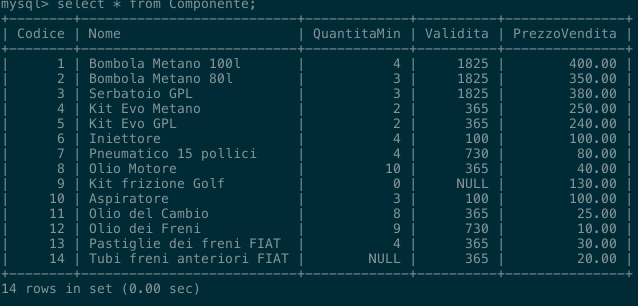 mysql> select * from Componente;
+--------+----------------------------+-------------+----------+---------------+
| Codice | Nome                       | QuantitaMin | Validita | PrezzoVendita |
+--------+----------------------------+-------------+----------+---------------+
|      1 | Bombola Metano 100l        |           4 |     1825 |        400.00 |
|      2 | Bombola Metano 80l         |           3 |     1825 |        350.00 |
|      3 | Serbatoio GPL              |           3 |     1825 |        380.00 |
|      4 | Kit Evo Metano             |           2 |      365 |        250.00 |
|      5 | Kit Evo GPL                |           2 |      365 |        240.00 |
|      6 | Iniettore                  |           4 |      100 |        100.00 |
|      7 | Pneumatico 15 pollici      |           4 |      730 |         80.00 |
|      8 | Olio Motore                |          10 |      365 |         40.00 |
|      9 | Kit frizione Golf          |           0 |     NULL |        130.00 |
|     10 | Aspiratore                 |           3 |      100 |        100.00 |
|     11 | Olio del Cambio            |           8 |      365 |         25.00 |
|     12 | Olio dei Freni             |           9 |      730 |         10.00 |
|     13 | Pastiglie dei freni FIAT   |           4 |      365 |         30.00 |
|     14 | Tubi freni anteriori FIAT  |        NULL |      365 |         20.00 |
+--------+----------------------------+-------------+----------+---------------+
14 rows in set (0.00 sec)